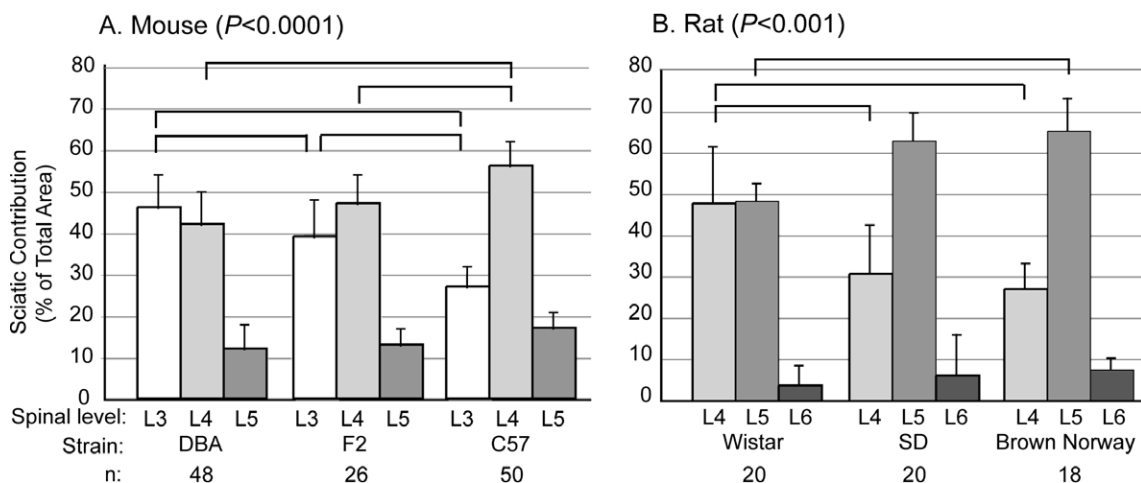 A. Mouse (P<0.0001)
80
70
60
50
40
30
20
10
0
Sciatic Contribution
(% of Total Area)
Spinal level: L3 L4 L5 L3 L4 L5 L3 L4 L5
Strain: DBA F2 C57
n: 48 26 50
B. Rat (P<0.001)
80
70
60
50
40
30
20
10
0
L4 L5 L6 L4 L5 L6 L4 L5 L6
Wistar SD Brown Norway
20 20 18